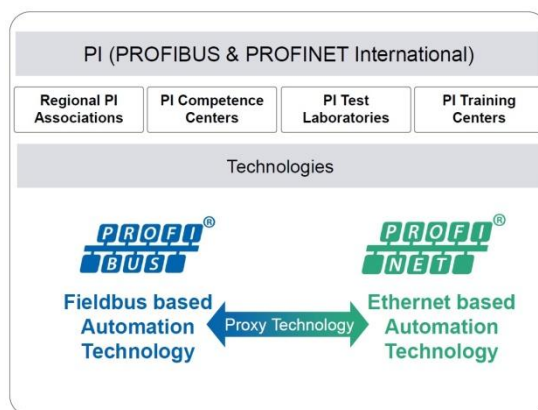 PI (PROFIBUS & PROFINET International)
Regional PI
Associations
PI Competence
Centers
PI Test
Laboratories
PI Training
Centers
Technologies
PROFI®
BUS
PROFI®
NET
Fieldbus based
Automation
Technology
Proxy Technology
Ethernet based
Automation
Technology